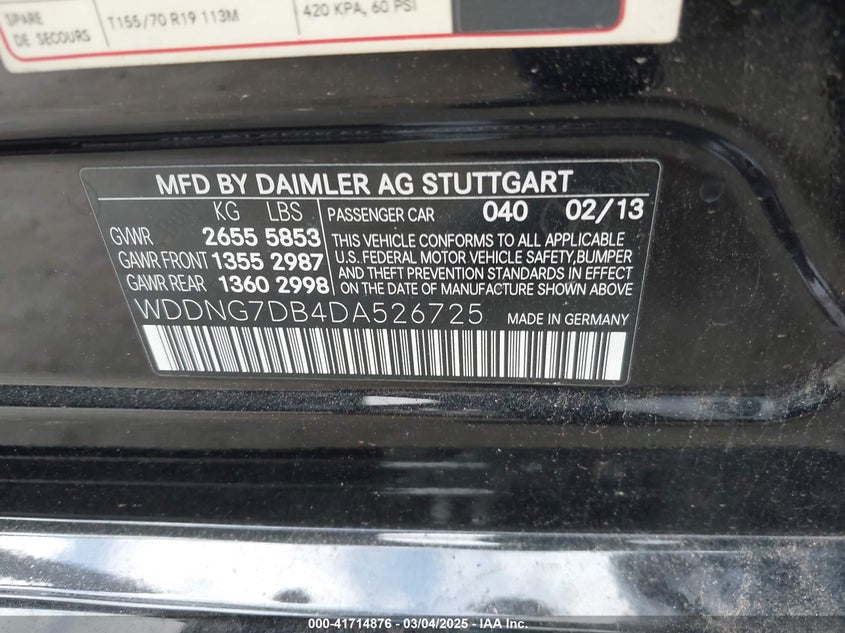 SPARE T155/70 R19 113M 420 KPA, 60 PSI
DE SECOURS
MFD BY DAIMLER AG STUTTGART
KG LBS PASSENGER CAR 040 02/13
GVWR 2655 5853 THIS VEHICLE CONFORMS TO ALL APPLICABLE
GAWR FRONT 1355 2987 U.S. FEDERAL MOTOR VEHICLE SAFETY, BUMPER
GAWR REAR 1360 2998 AND THEFT PREVENTION STANDARDS IN EFFECT
ON THE DATE OF MANUFACTURE SHOWN ABOVE.
WDDNG7DB4DA526725 MADE IN GERMANY
000-41714876 - 03/04/2025 - IAA Inc.